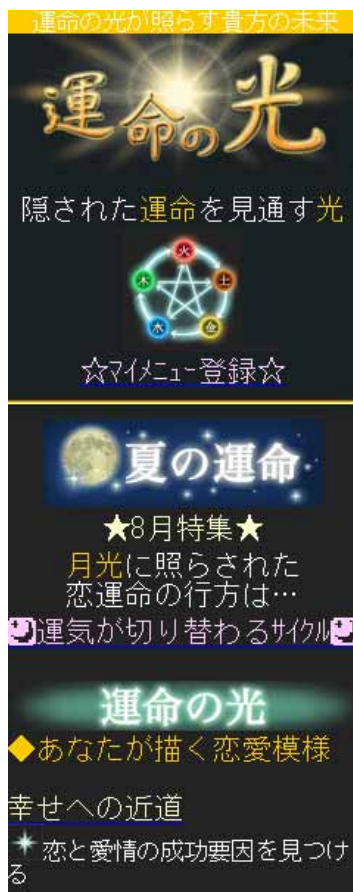 運命の光が照らす貴方の未来
運命の光
隠された運命を見通す光
火
木
土
水
金
☆ﾏｲﾒﾆｭｰ登録☆
夏の運命
★8月特集★
月光に照らされた
恋運命の行方は…
運気が切り替わるｻｲｸﾙ
運命の光
◆あなたが描く恋愛模様
幸せへの近道
恋と愛情の成功要因を見つけ
る